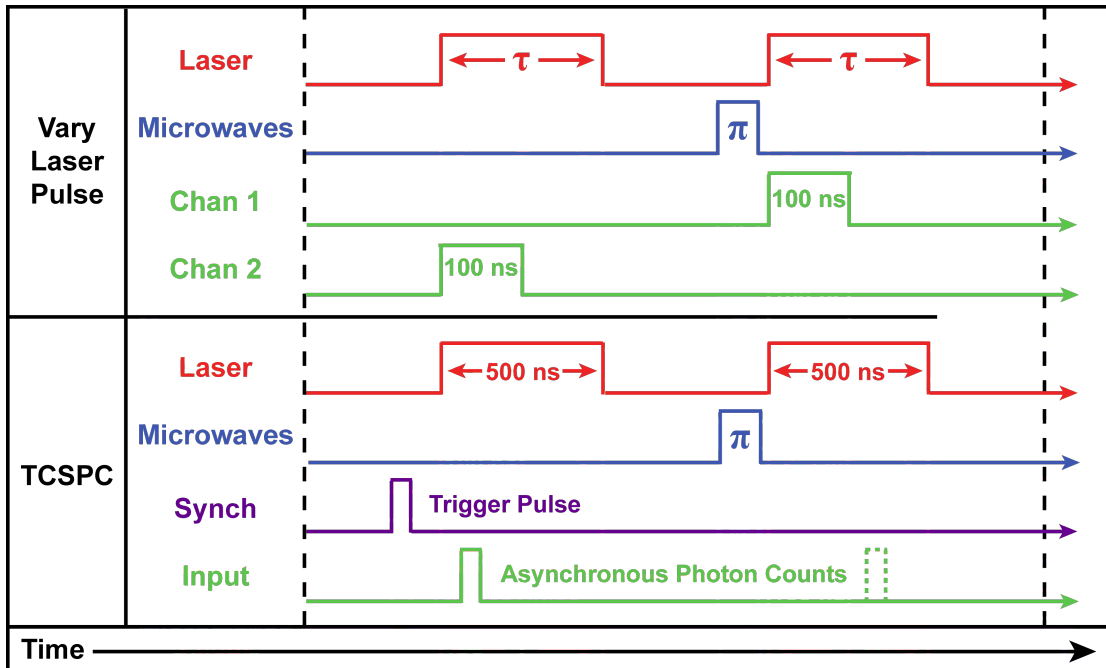 Vary
Laser
Pulse
Laser
τ
τ
Microwaves
π
Chan 1
100 ns
Chan 2
100 ns
TCSPC
Laser
500 ns
500 ns
Microwaves
π
Synch
Trigger Pulse
Input
Asynchronous Photon Counts
Time